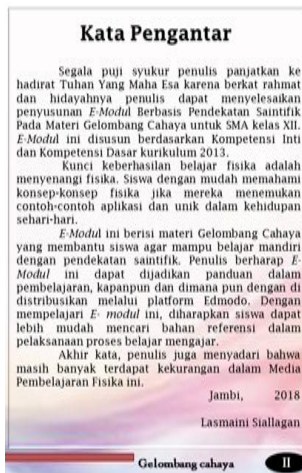 Kata Pengantar
Segala puji syukur penulis panjatkan ke
hadirat Tuhan Yang Maha Esa karena berkat rahmat
dan hidayahnya penulis dapat menyelesaikan
penyusunan E-Modul Berbasis Pendekatan Saintifik
Pada Materi Gelombang Cahaya untuk SMA kelas XII.
E-Modul ini disusun berdasarkan Kompetensi Inti
dan Kompetensi Dasar kurikulum 2013.
Kunci keberhasilan belajar fisika adalah
menyenangi fisika. Siswa dengan mudah memahami
konsep-konsep fisika jika mereka menemukan
contoh-contoh aplikasi dan unik dalam kehidupan
sehari-hari.
E-Modul ini berisi materi Gelombang Cahaya
yang membantu siswa agar mampu belajar mandiri
dengan pendekatan saintifik. Penulis berharap E-
Modul ini dapat dijadikan panduan dalam
pembelajaran, kapanpun dan dimana pun dengan di
distribusikan melalui platform Edmodo. Dengan
mempelajari E- modul ini, diharapkan siswa dapat
lebih mudah mencari bahan referensi dalam
pelaksanaan proses belajar mengajar.
Akhir kata, penulis juga menyadari bahwa
masih banyak terdapat kekurangan dalam Media
Pembelajaran Fisika ini.
Jambi, 2018
Lasmaini Siallagan
Gelombang cahaya II